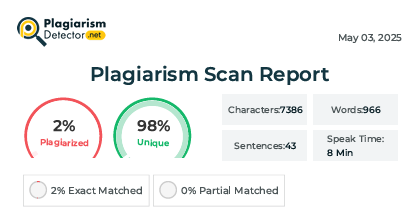 Plagiarism
Detector.net
May 03, 2025
Plagiarism Scan Report
2%
Plagiarized
98%
Unique
Characters:7386
Words:966
Sentences:43
Speak Time:
8 Min
2% Exact Matched
0% Partial Matched